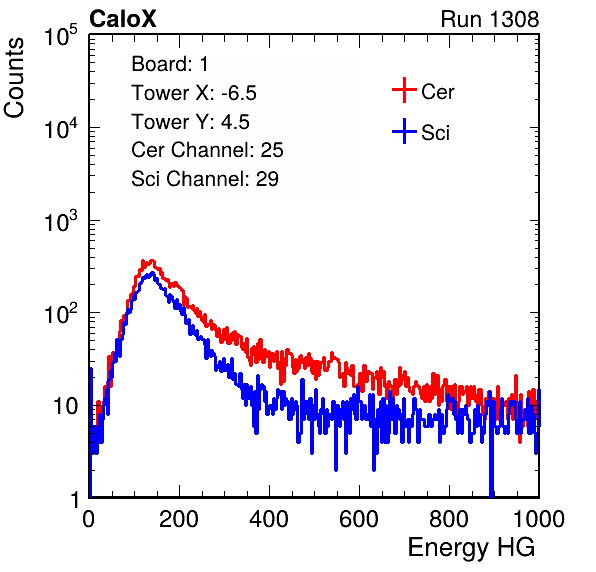 CaloX Run 1308
Counts
10^5
10^4
10^3
10^2
10
1
Board: 1
Tower X: -6.5
Tower Y: 4.5
Cer Channel: 25
Sci Channel: 29
Cer
Sci
0 200 400 600 800 1000
Energy HG